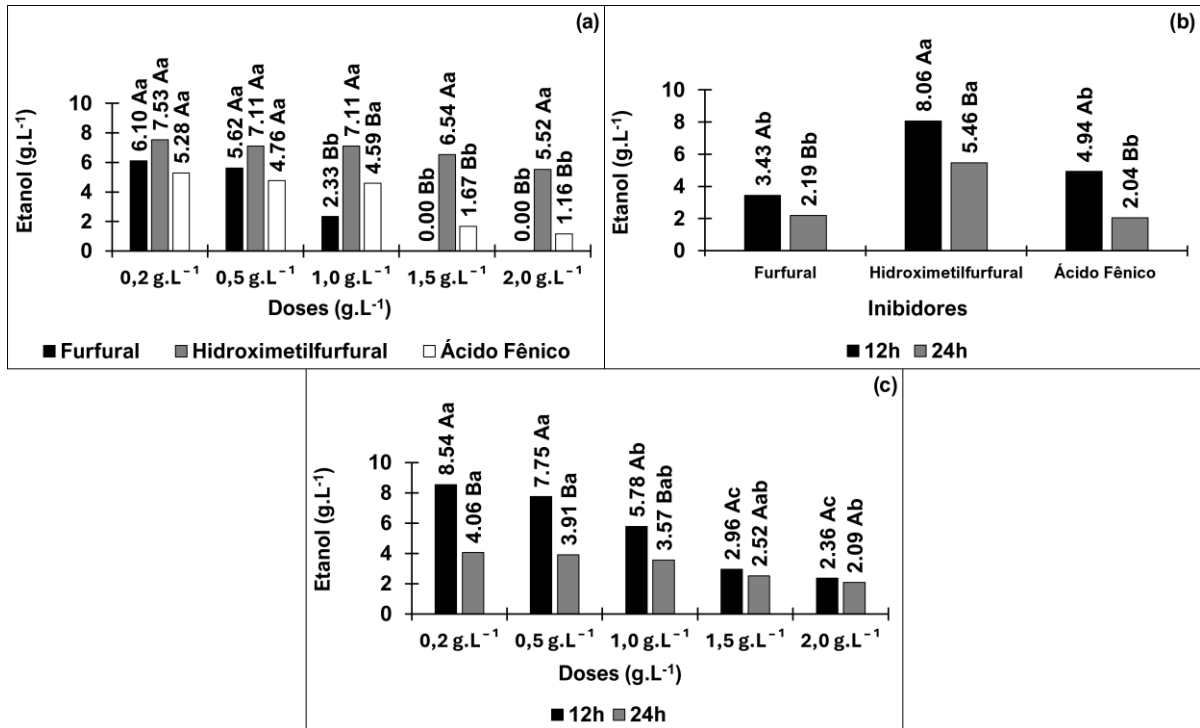 (a)
Etanol (g.L⁻¹)
10
8
6
4
2
0
6.10 Aa
7.53 Aa
5.28 Aa
5.62 Aa
7.11 Aa
4.76 Aa
2.33 Bb
7.11 Aa
4.59 Ba
0.00 Bb
6.54 Aa
1.67 Bb
0.00 Bb
5.52 Aa
1.16 Bb
0,2 g.L⁻¹ 0,5 g.L⁻¹ 1,0 g.L⁻¹ 1,5 g.L⁻¹ 2,0 g.L⁻¹
Doses (g.L⁻¹)
Furfural Hidroximetilfurfural Ácido Fênico
(b)
Etanol (g.L⁻¹)
10
8
6
4
2
0
3.43 Ab
2.19 Bb
8.06 Aa
5.46 Ba
4.94 Ab
2.04 Bb
Furfural Hidroximetilfurfural Ácido Fênico
Inibidores
12h 24h
(c)
Etanol (g.L⁻¹)
10
8
6
4
2
0
8.54 Aa
4.06 Ba
7.75 Aa
3.91 Ba
5.78 Ab
3.57 Bab
2.96 Ac
2.52 Aab
2.36 Ac
2.09 Ab
0,2 g.L⁻¹ 0,5 g.L⁻¹ 1,0 g.L⁻¹ 1,5 g.L⁻¹ 2,0 g.L⁻¹
Doses (g.L⁻¹)
12h 24h